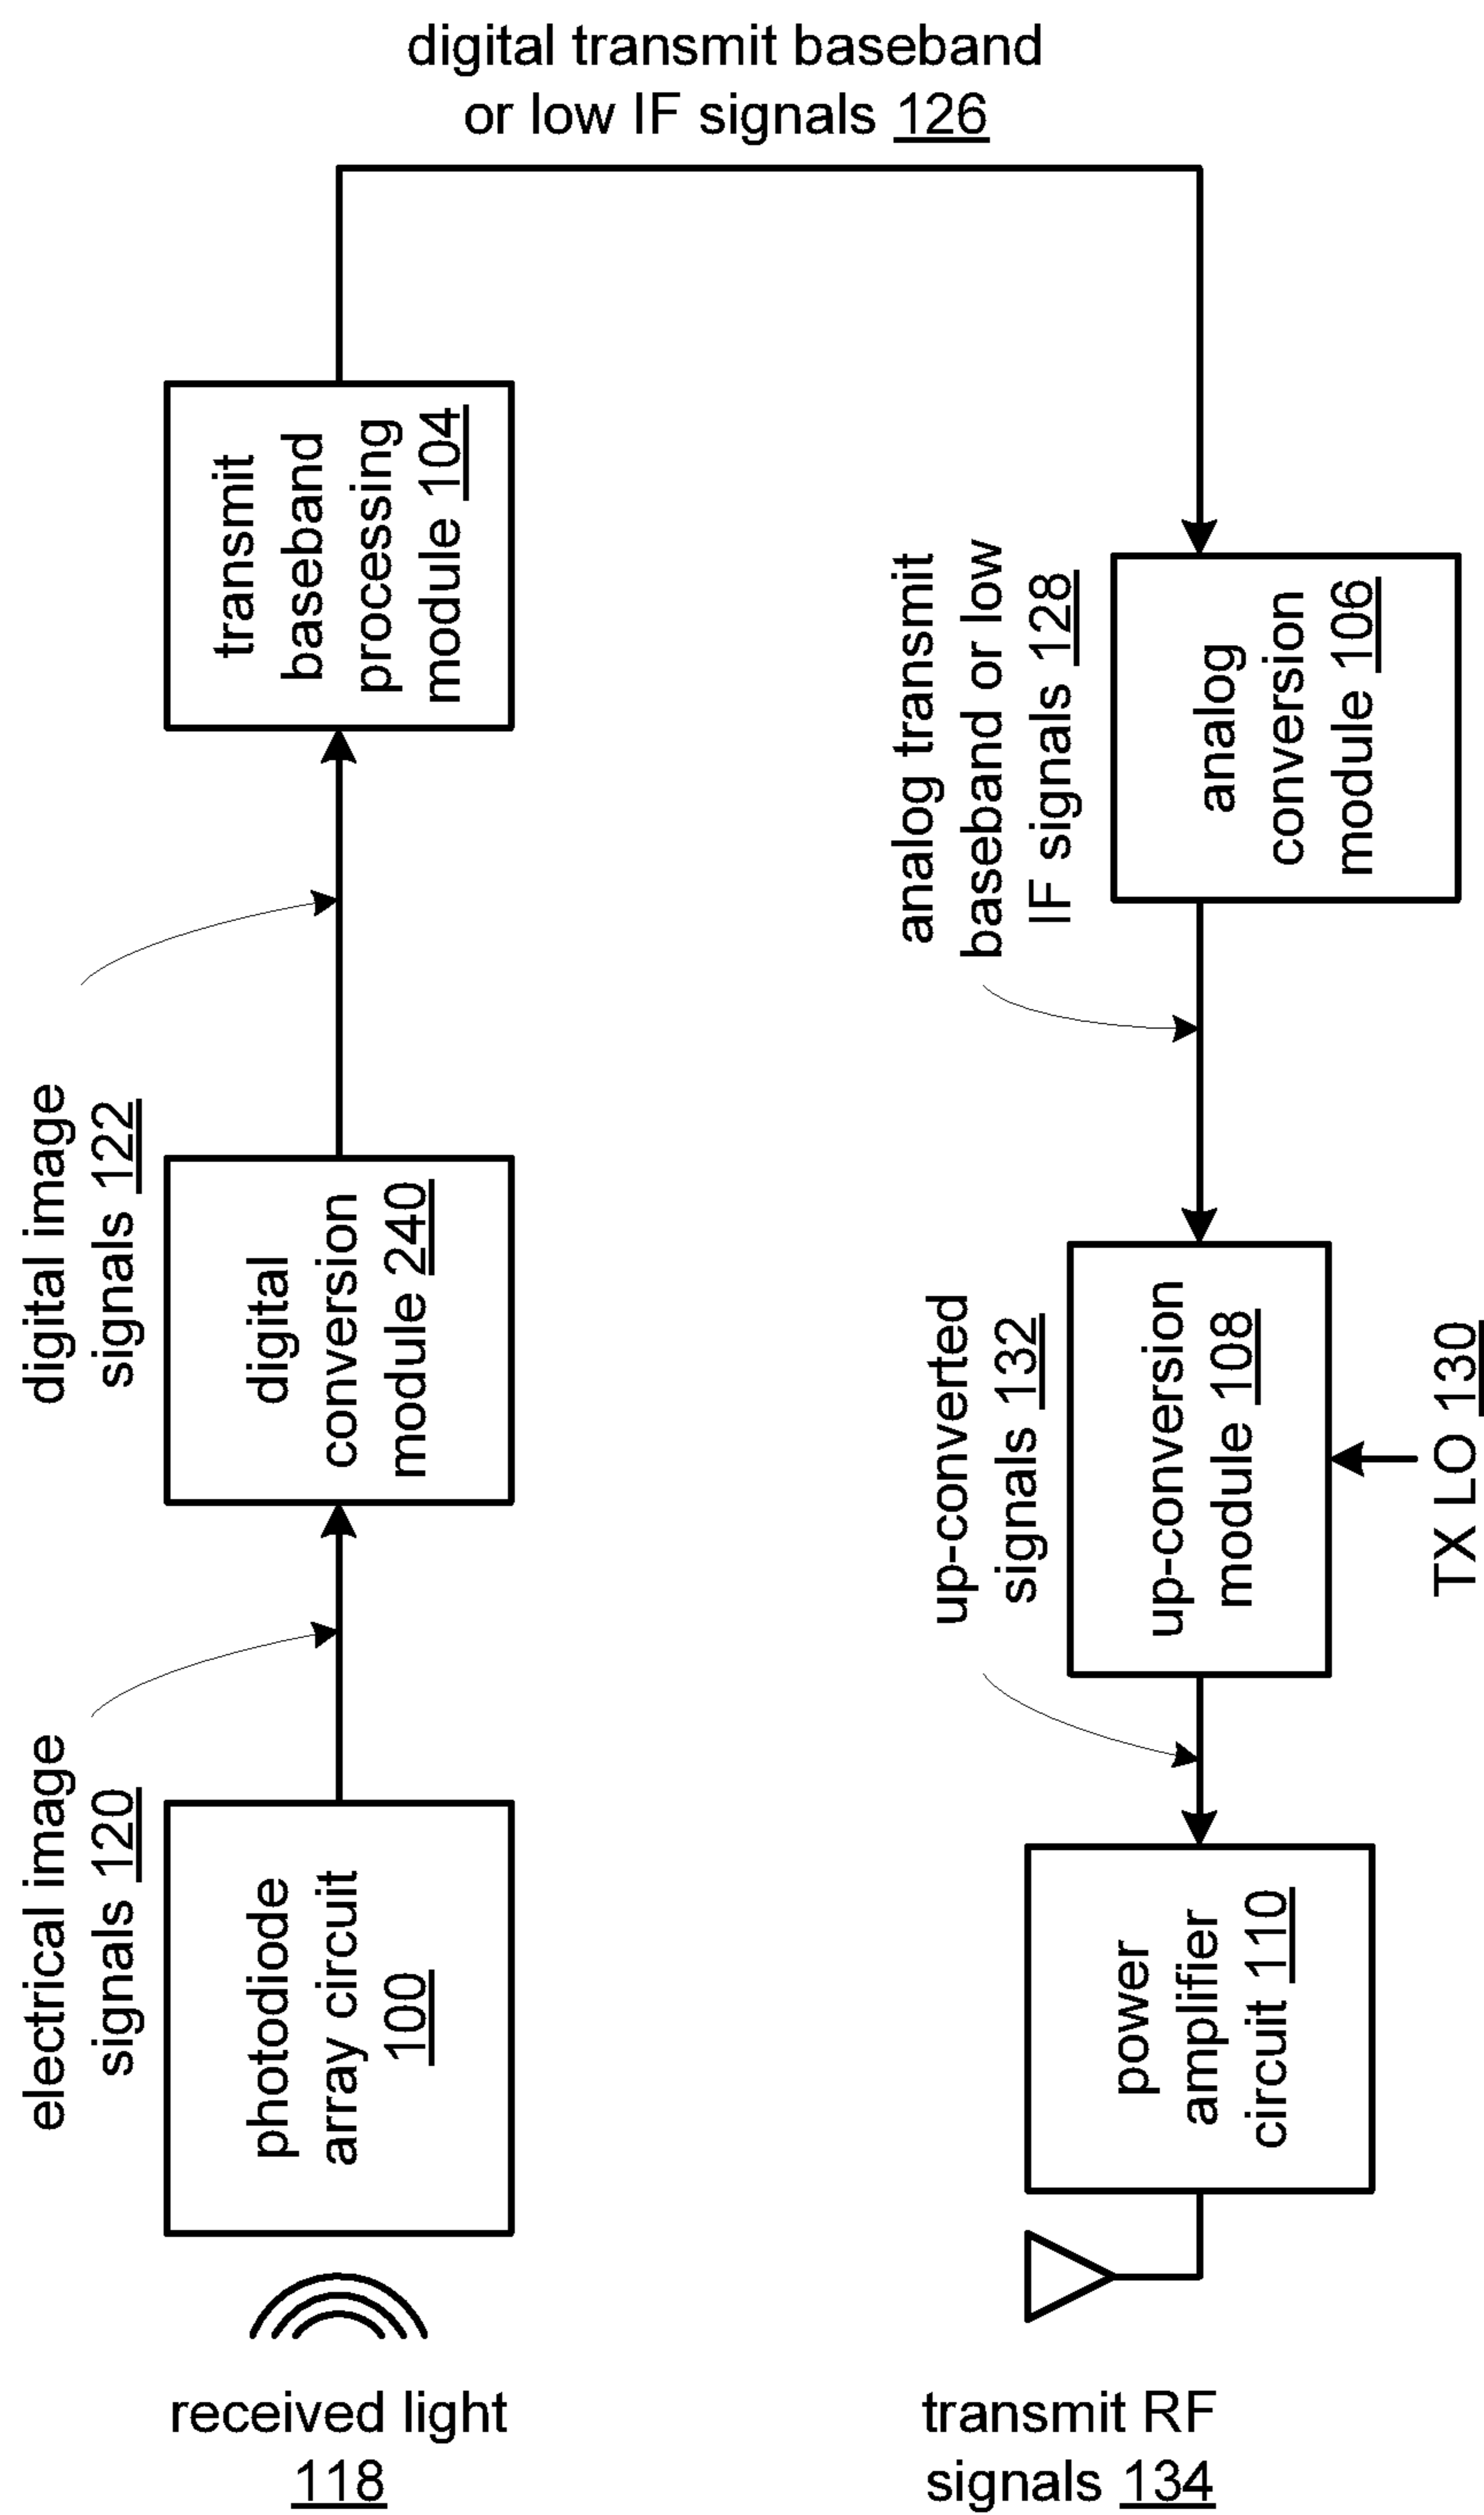 digital transmit baseband
or low IF signals 126
transmit
baseband
processing
module 104
digital image
signals 122
digital
conversion
module 240
electrical image
signals 120
photodiode
array circuit
100
received light
118
analog transmit
baseband or low
IF signals 128
analog
conversion
module 106
up-converted
signals 132
up-conversion
module 108
TX LO 130
power
amplifier
circuit 110
transmit RF
signals 134